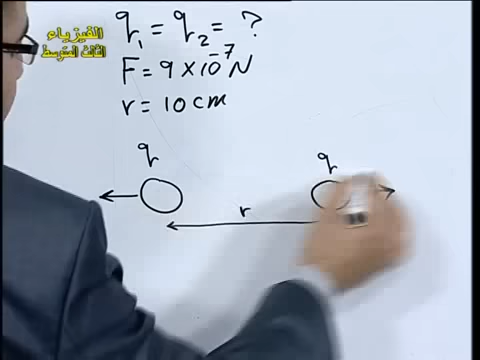 الفيزياء
الثالث المتوسط
q₁ = q₂ = ?
F = 9 × 10⁻⁷ N
r = 10 cm
q q
r